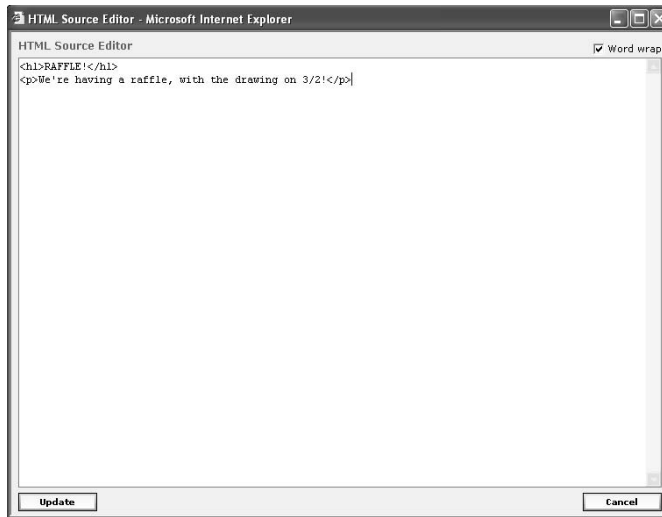 HTML Source Editor - Microsoft Internet Explorer
HTML Source Editor
Word wrap
<h1>RAFFLE!</h1>
<p>We're having a raffle, with the drawing on 3/2!</p>
Update
Cancel